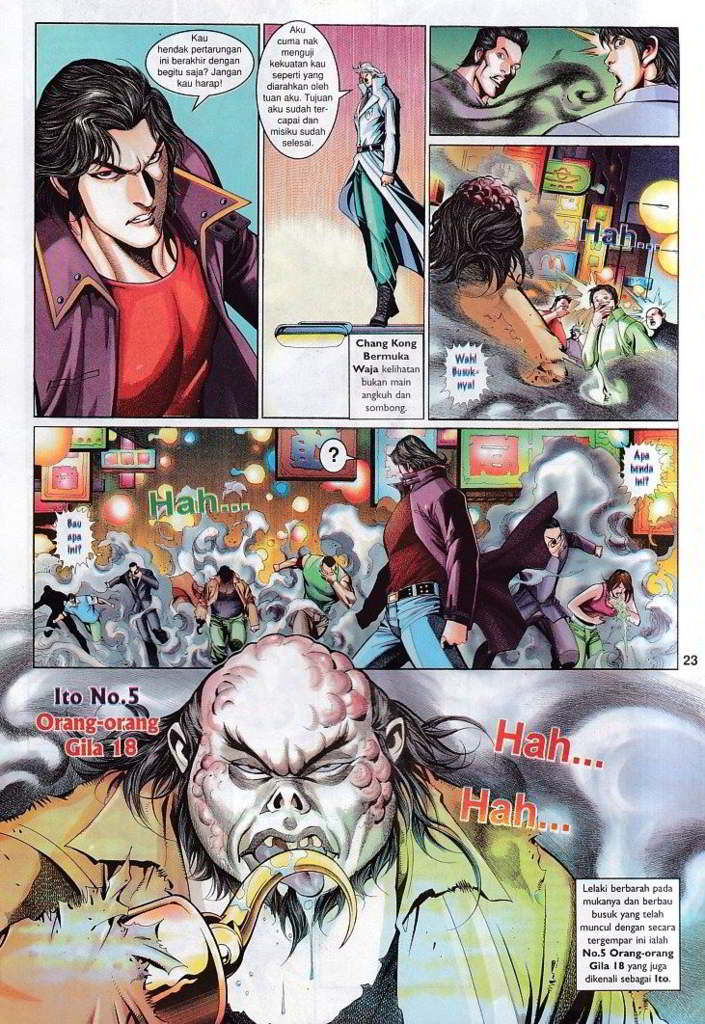 Kau
hendak pertarungan
ini berakhir dengan
begitu saja? Jangan
kau harap!
Aku
cuma nak
menguji
kekuatan kau
seperti yang
diarahkan oleh
tuan aku. Tujuan
aku sudah ter-
capai dan
misiku sudah
selesai.
Chang Kong
Bermuka
Waja kelihatan
bukan main
angkuh dan
sombong.
Hah...
Wah!
Busuk-
nya!
?
Hah...
Bau
apa
ini?
Apa
benda
ini?
23
Ito No.5
Orang-orang
Gila 18
Hah...
Hah...
Lelaki berbarah pada
mukanya dan berbau
busuk yang telah
muncul dengan secara
tergempar ini ialah
No.5 Orang-orang
Gila 18 yang juga
dikenali sebagai Ito.